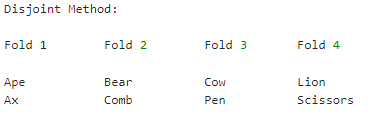 Disjoint Method:
Fold 1 Fold 2 Fold 3 Fold 4
Ape Bear Cow Lion
Ax Comb Pen Scissors